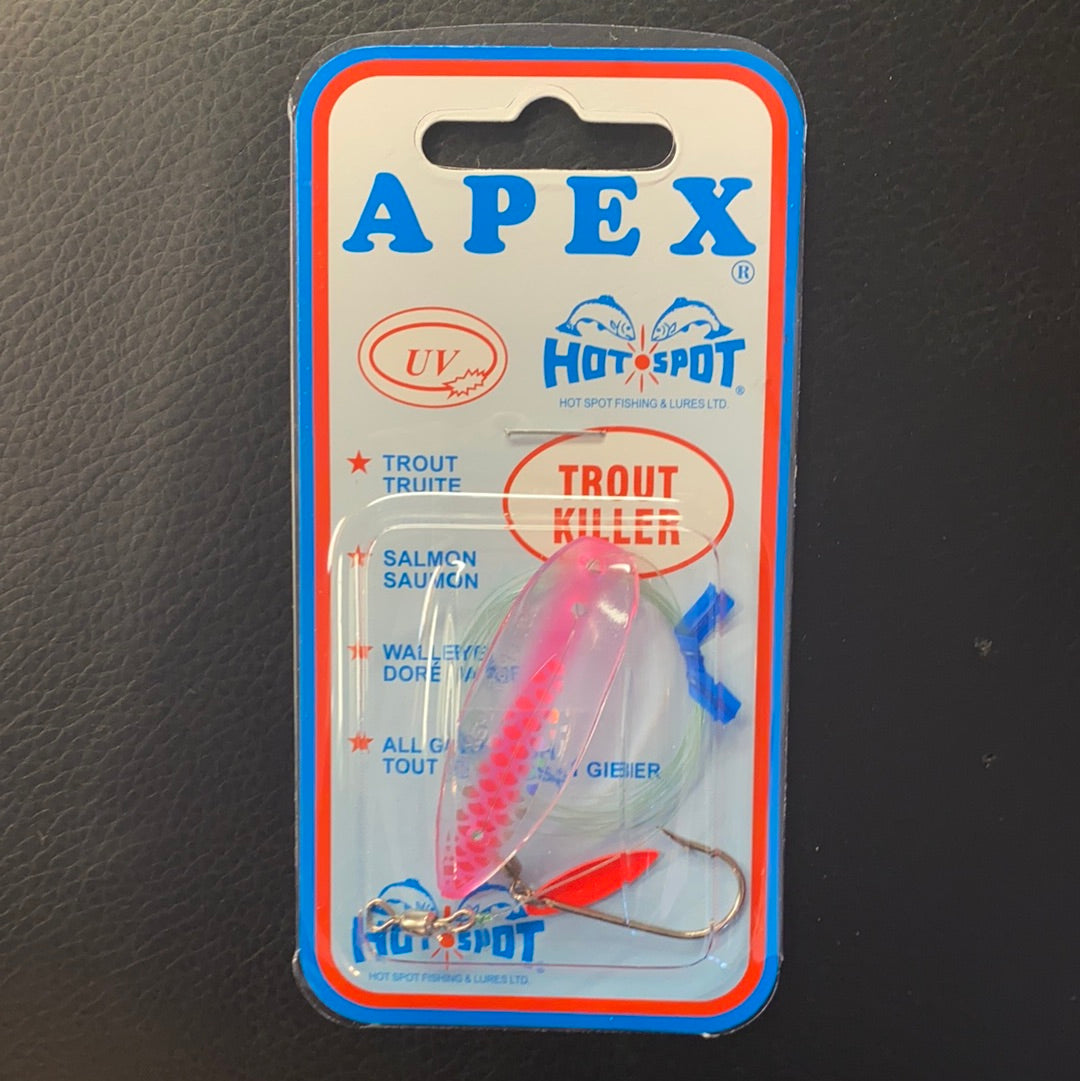 APEX
®
UV
HOT SPOT
®
HOT SPOT FISHING & LURES LTD.
TROUT
TRUITE
TROUT
KILLER
SALMON
SAUMON
WALLEYE
DORÉ
ALL
TOUT GIBIER
HOT SPOT
HOT SPOT FISHING & LURES LTD.